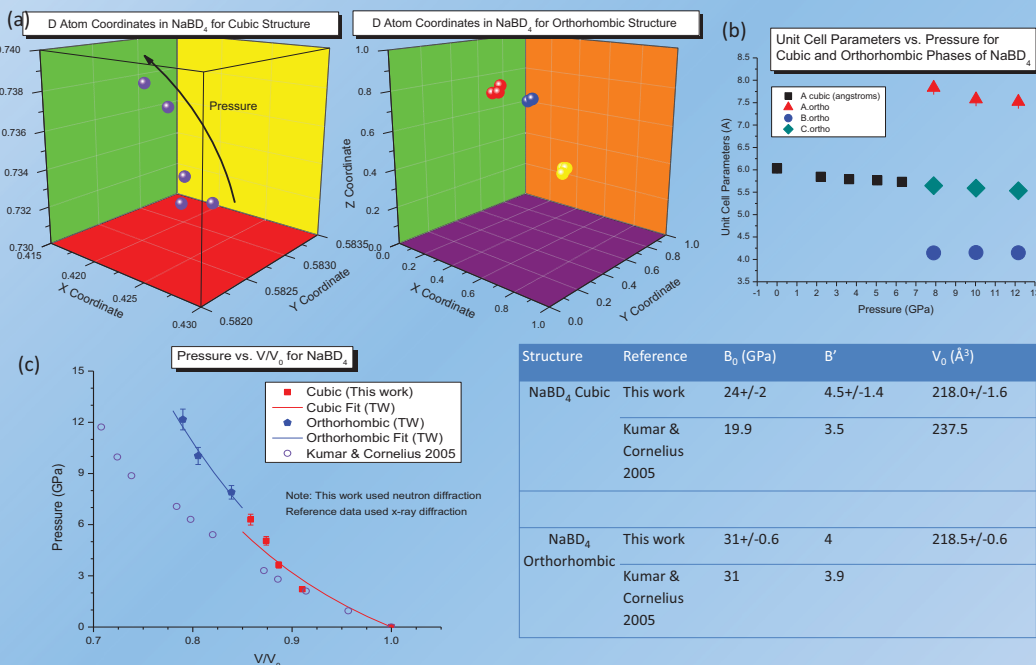 (a)
D Atom Coordinates in NaBD4 for Cubic Structure
0.740
0.738
0.736
0.734
0.732
0.730
0.415
0.420
0.425
0.430
X Coordinate
0.5820
0.5825
0.5830
0.5835
Y Coordinate
Pressure
D Atom Coordinates in NaBD4 for Orthorhombic Structure
Z Coordinate
1.0
0.8
0.6
0.4
0.2
0.0
0.2
0.4
0.6
0.8
1.0
X Coordinate
0.0
0.2
0.4
0.6
0.8
1.0
Y Coordinate
(b)
Unit Cell Parameters vs. Pressure for
Cubic and Orthorhombic Phases of NaBD4
Unit Cell Parameters (A)
8.5
8.0
7.5
7.0
6.5
6.0
5.5
5.0
4.5
4.0
3.5
A cubic (angstroms)
A.ortho
B.ortho
C.ortho
-1 0 1 2 3 4 5 6 7 8 9 10 11 12 13
Pressure (GPa)
(c)
Pressure vs. V/V0 for NaBD4
Pressure (GPa)
15
12
9
6
3
0
Cubic (This work)
Cubic Fit (TW)
Orthorhombic (TW)
Orthorhombic Fit (TW)
Kumar & Cornelius 2005
Note: This work used neutron diffraction
Reference data used x-ray diffraction
0.7 0.8 0.9 1.0
V/V0
Structure Reference B0 (GPa) B’ V0 (Å3)
NaBD4 Cubic This work 24+/-2 4.5+/-1.4 218.0+/-1.6
Kumar & 19.9 3.5 237.5
Cornelius
2005
NaBD4 This work 31+/-0.6 4 218.5+/-0.6
Orthorhombic
Kumar & 31 3.9
Cornelius
2005